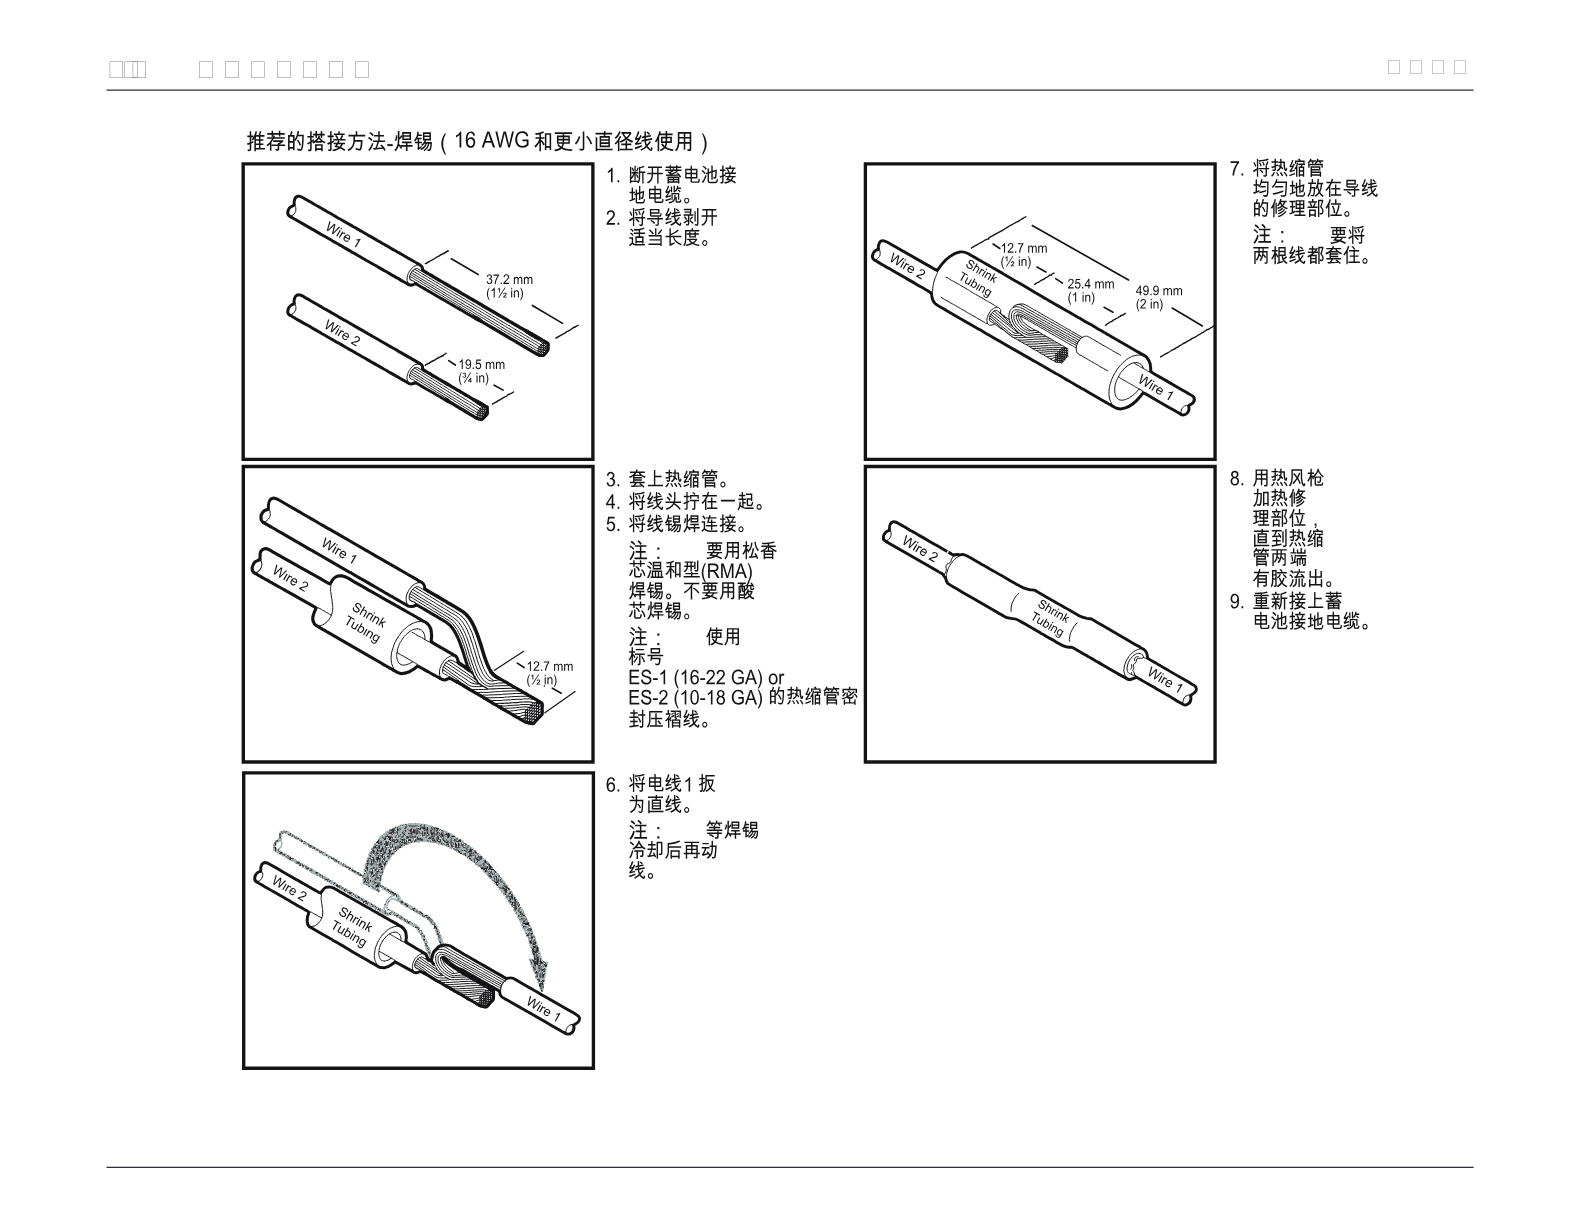 推荐的搭接方法-焊锡（16 AWG 和更小直径线使用）
Wire 1
37.2 mm
(1½ in)
Wire 2
19.5 mm
(¾ in)
1. 断开蓄电池接
地电缆。
2. 将导线剥开
适当长度。
Wire 1
Wire 2
Shrink
Tubing
12.7 mm
(½ in)
3. 套上热缩管。
4. 将线头拧在一起。
5. 将线锡焊连接。
注： 要用松香
芯温和型(RMA)
焊锡。不要用酸
芯焊锡。
注： 使用
标号
ES-1 (16-22 GA) or
ES-2 (10-18 GA) 的热缩管密
封压褶线。
Wire 2
Shrink
Tubing
Wire 1
6. 将电线1 扳
为直线。
注： 等焊锡
冷却后再动
线。
Wire 2
Shrink
Tubing
12.7 mm
(½ in)
25.4 mm
(1 in)
49.9 mm
(2 in)
Wire 1
7. 将热缩管
均匀地放在导线
的修理部位。
注： 要将
两根线都套住。
Wire 2
Shrink
Tubing
Wire 1
8. 用热风枪
加热修
理部位，
直到热缩
管两端
有胶流出。
9. 重新接上蓄
电池接地电缆。